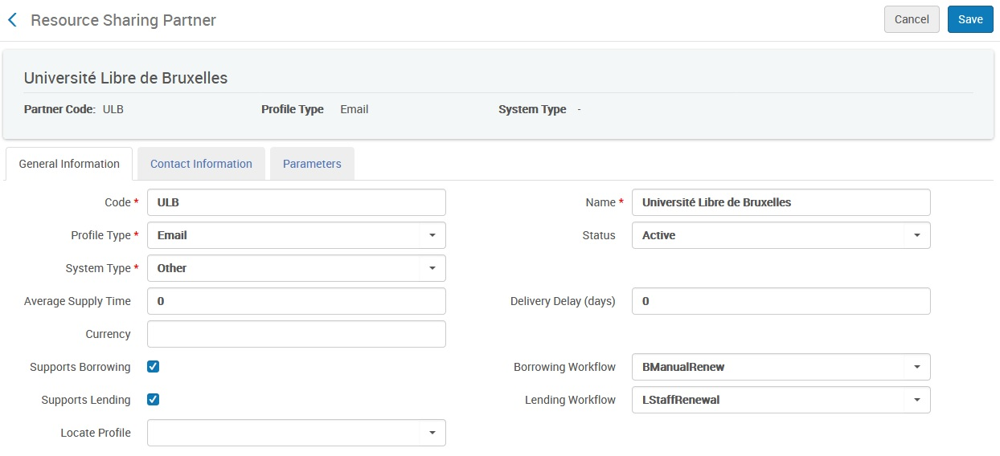 Resource Sharing Partner Cancel Save
Université Libre de Bruxelles
Partner Code: ULB Profile Type Email System Type -
General Information Contact Information Parameters
Code * ULB Name * Université Libre de Bruxelles
Profile Type * Email Status Active
System Type * Other
Average Supply Time 0 Delivery Delay (days) 0
Currency
Supports Borrowing Borrowing Workflow BManualRenew
Supports Lending Lending Workflow LStaffRenewal
Locate Profile